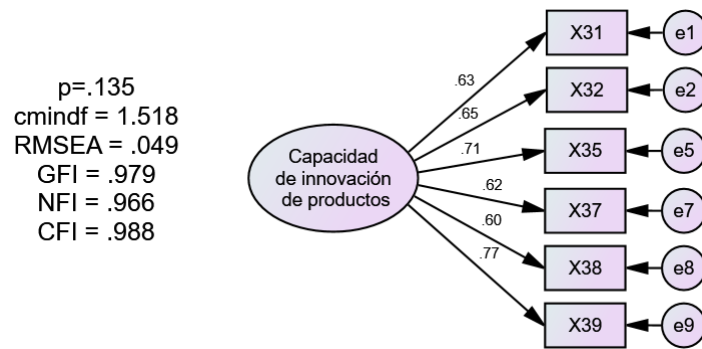 p=.135
cmindf = 1.518
RMSEA = .049
GFI = .979
NFI = .966
CFI = .988
Capacidad
de innovación
de productos
.63
.65
.71
.62
.60
.77
X31
e1
X32
e2
X35
e5
X37
e7
X38
e8
X39
e9